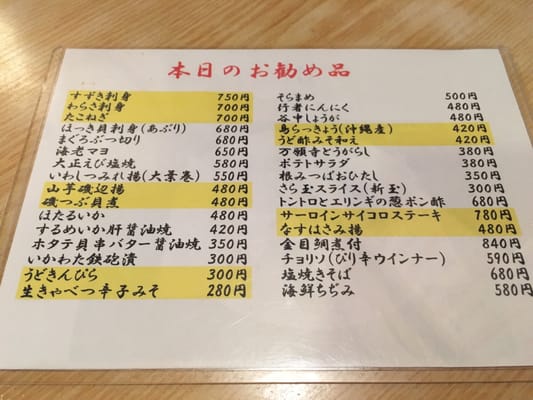 本日のお勧め品
すずき刺身 750円
わらさ刺身 700円
たこねぎ 700円
ほっき貝刺身(あぶり) 680円
まぐろぶつ切り 680円
海老マヨ 650円
大正えび塩焼 580円
いわしつみれ揚(大葉巻) 550円
山芋磯辺揚 480円
磯つぶ貝煮 480円
ほたるいか 480円
するめいか肝醤油焼 420円
ホタテ貝串バター醤油焼 350円
いかわた鉄砲漬 300円
うどきんぴら 300円
生きゃべつ辛子みそ 280円
そらまめ 500円
行者にんにく 480円
谷中しょうが 480円
島らっきょう(沖縄産) 420円
うど酢みそ和え 420円
万願寺とうがらし 380円
ポテトサラダ 380円
根みつばおひたし 350円
さら玉スライス(新玉) 300円
トントロとエリンギの葱ポン酢 680円
サーロインサイコロステーキ 780円
なすはさみ揚 480円
金目鯛煮付 840円
チョリソ(ぴり辛ウインナー) 590円
塩焼きそば 680円
海鮮ちぢみ 580円